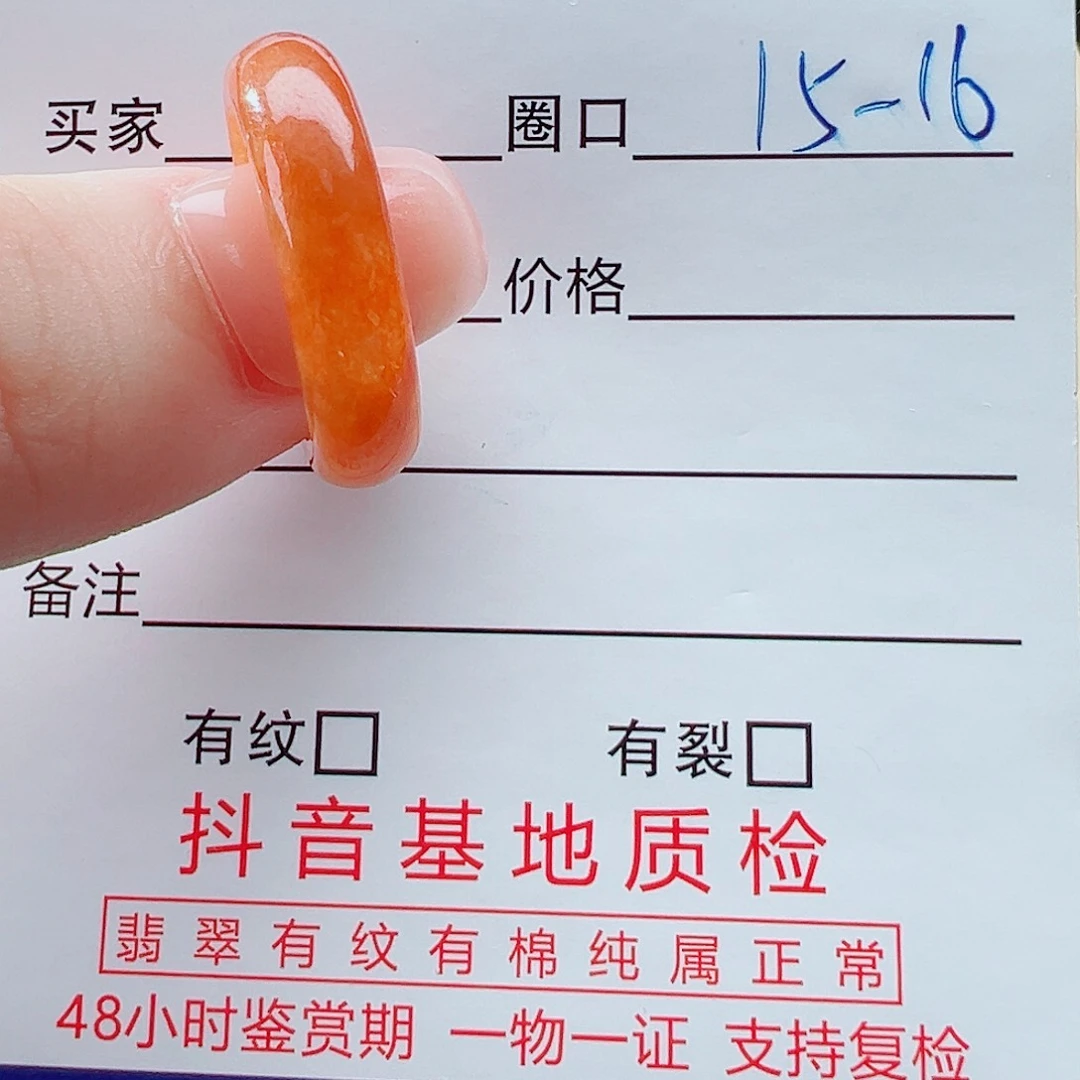 买家 圈口 15-16
价格
备注
有纹 有裂
抖音基地质检
翡翠有纹有棉纯属正常
48小时鉴赏期 一物一证 支持复检